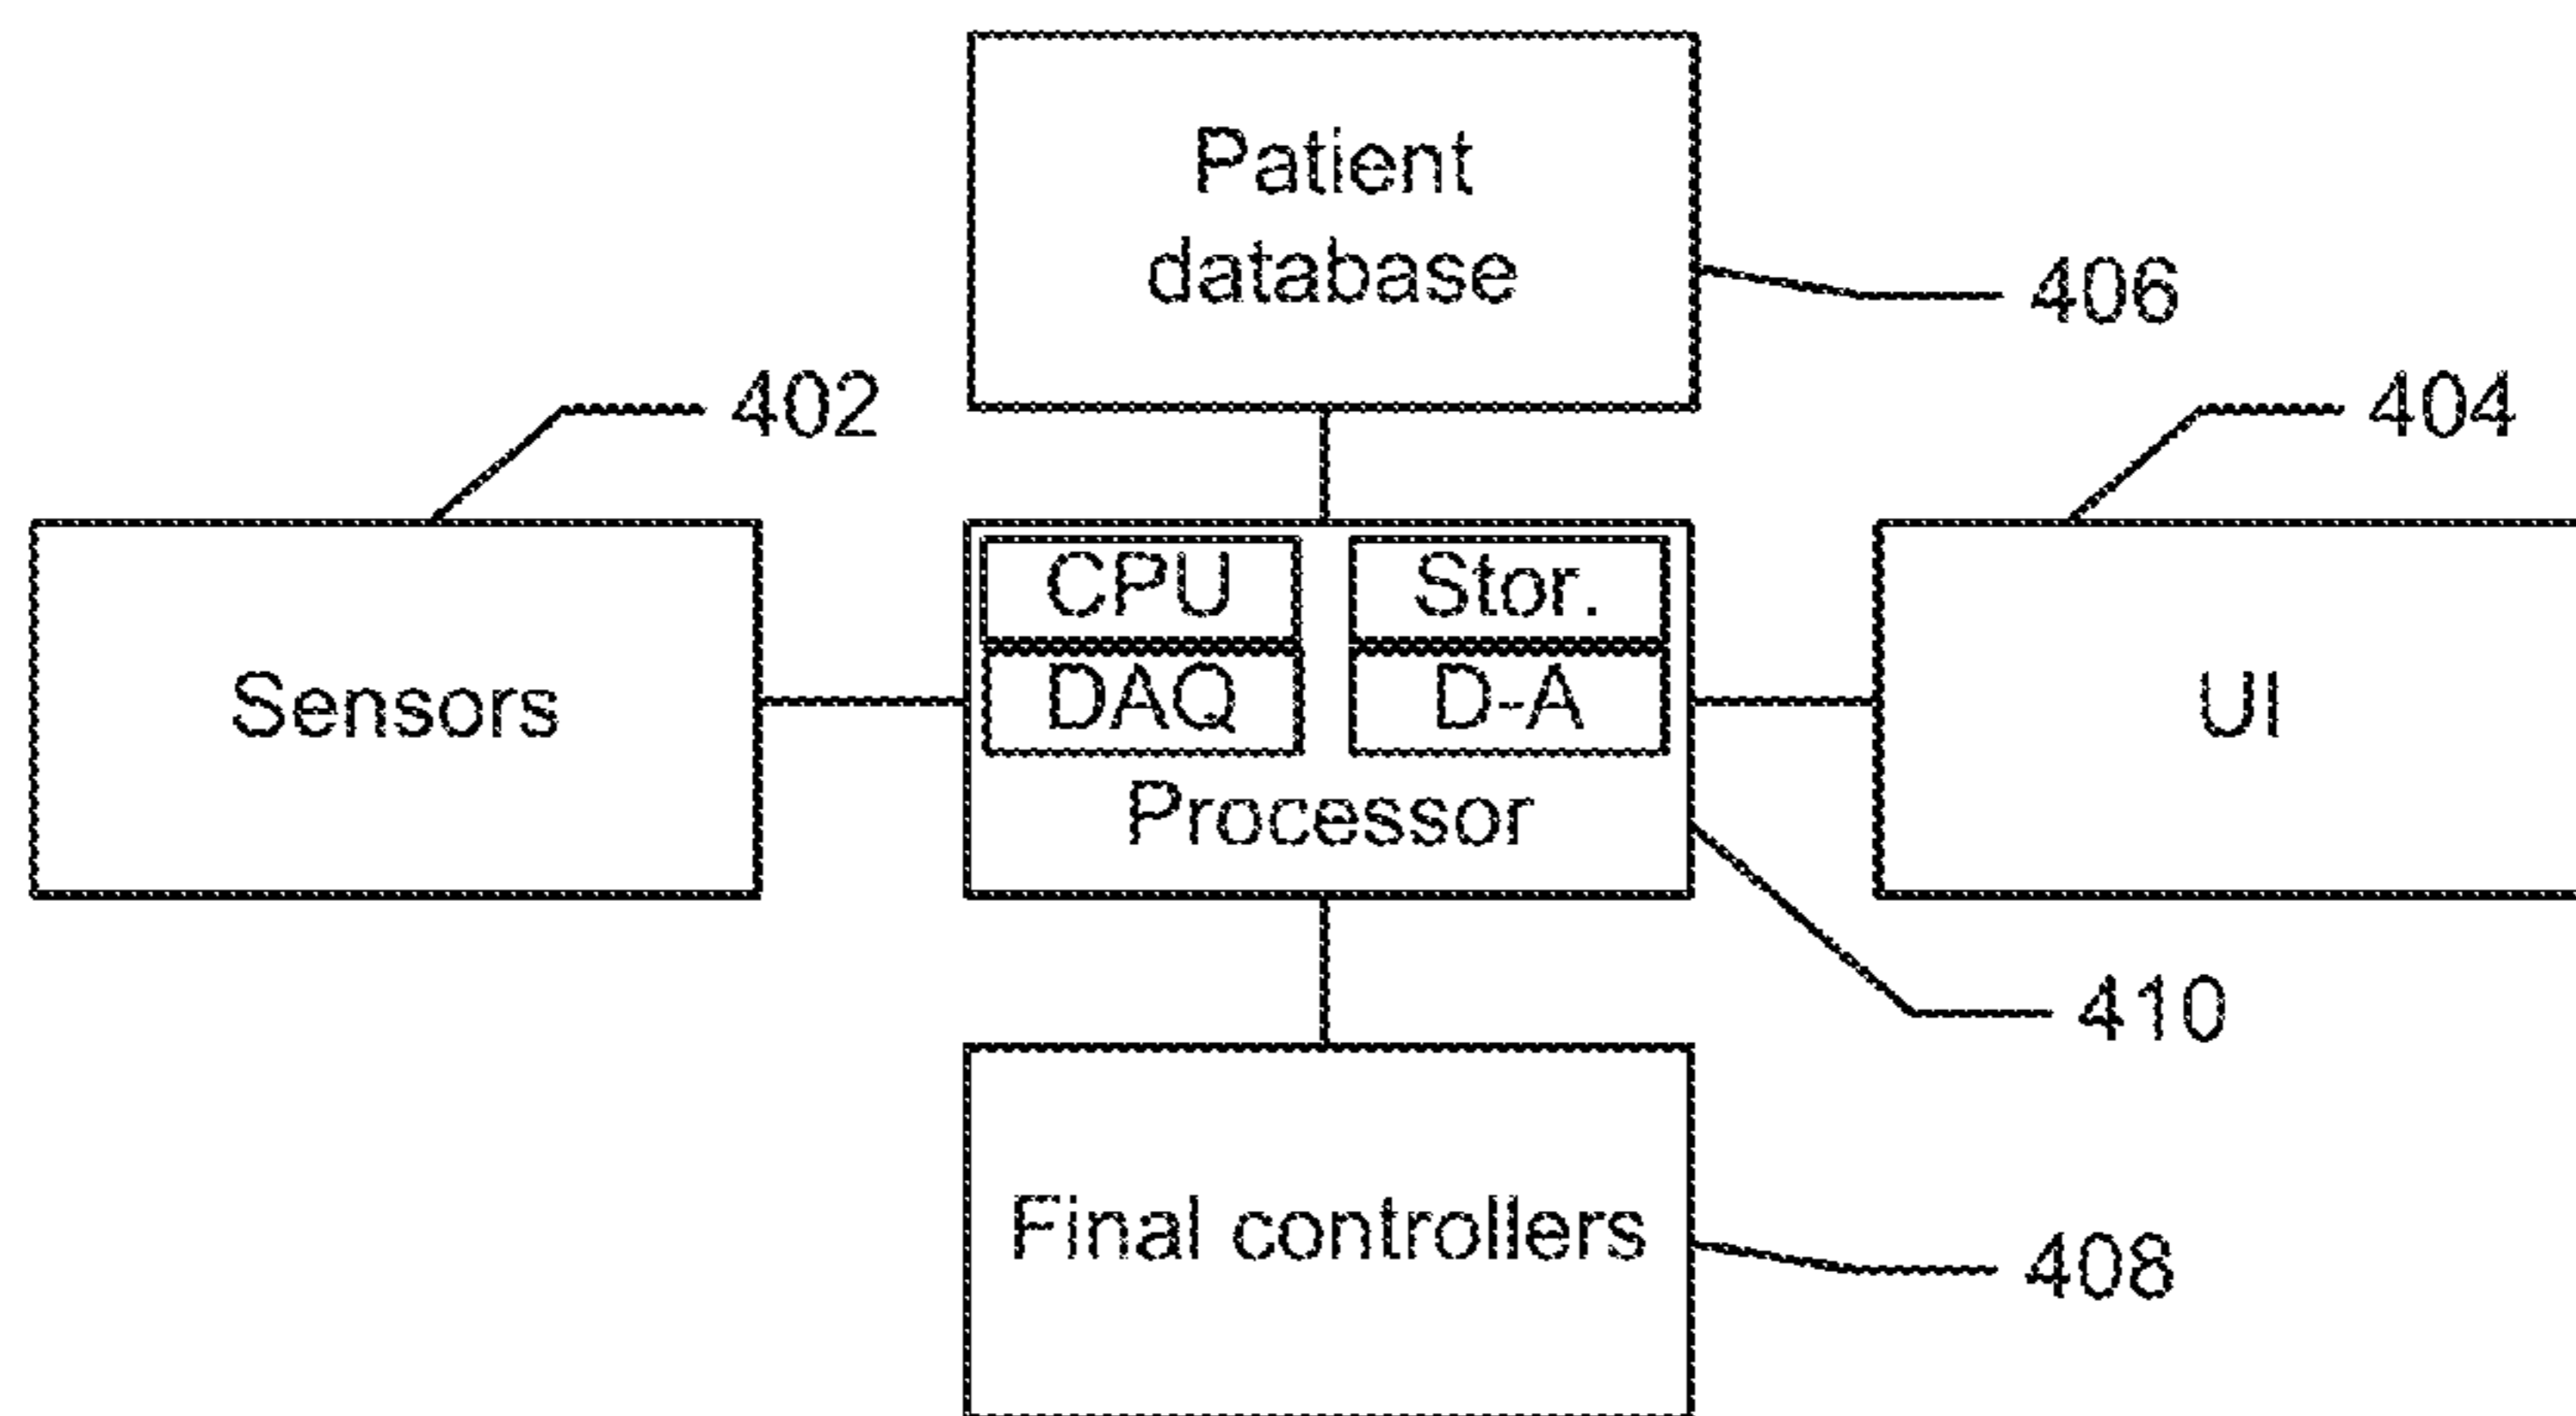 Patient
database
406
402
404
CPU
Stor.
DAQ
D-A
Sensors
Processor
UI
410
Final controllers
408